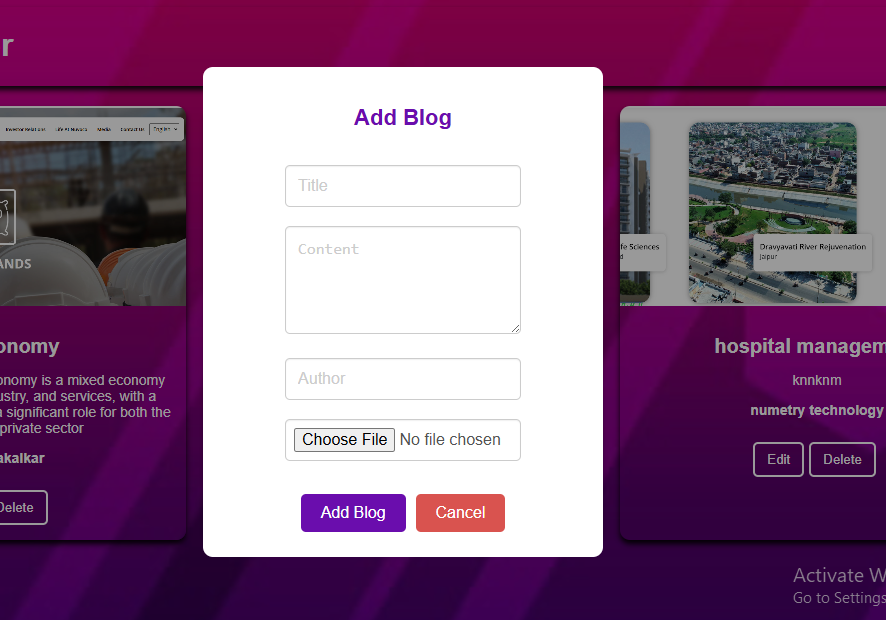 r
Investor Relations Life At Nuvoco Media Contact Us English
ANDS
onomy
onomy is a mixed economy
ustry, and services, with a
a significant role for both the
private sector
akalkar
Delete
Add Blog
Title
Content
Author
Choose File No file chosen
Add Blog Cancel
fe Sciences
d
Dravyavati River Rejuvenation
Jaipur
hospital managem
knnknm
numetry technology
Edit Delete
Activate W
Go to Settings